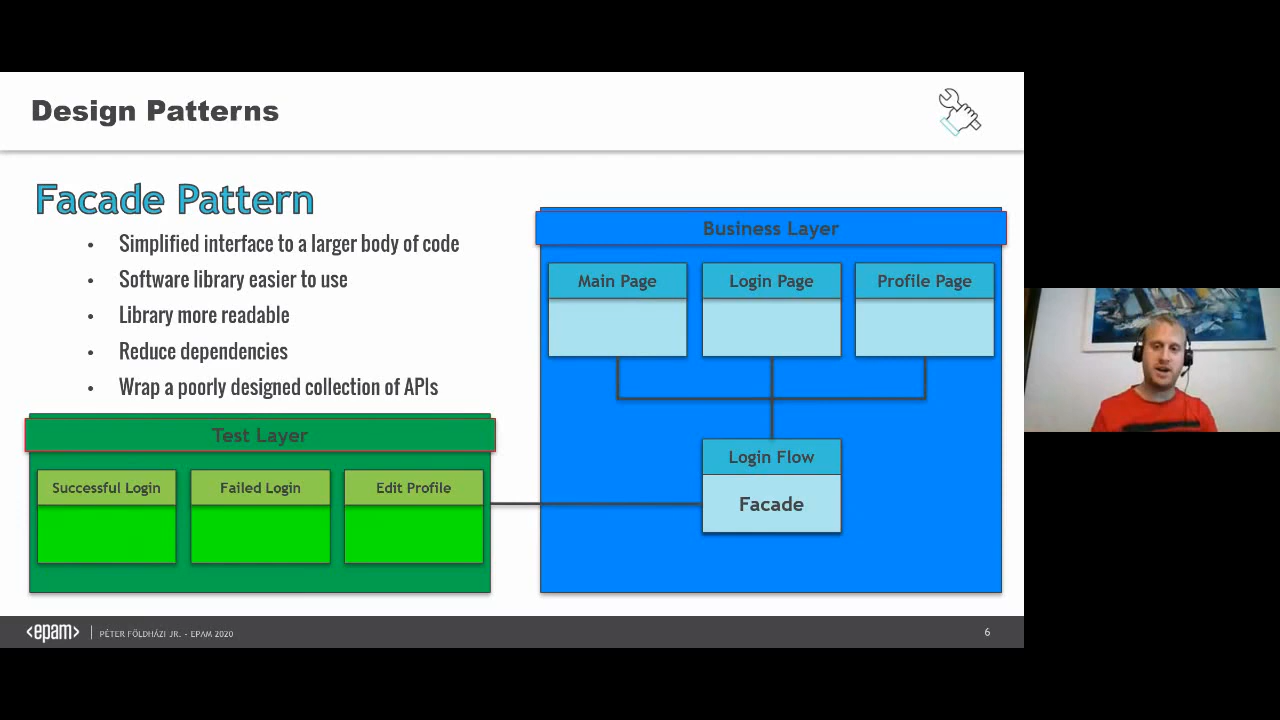 Design Patterns
Facade Pattern
• Simplified interface to a larger body of code
• Software library easier to use
• Library more readable
• Reduce dependencies
• Wrap a poorly designed collection of APIs
Test Layer
Successful Login
Failed Login
Edit Profile
Business Layer
Main Page
Login Page
Profile Page
Login Flow
Facade
<epam>
PÉTER FÖLDHÁZI JR. - EPAM 2020
6